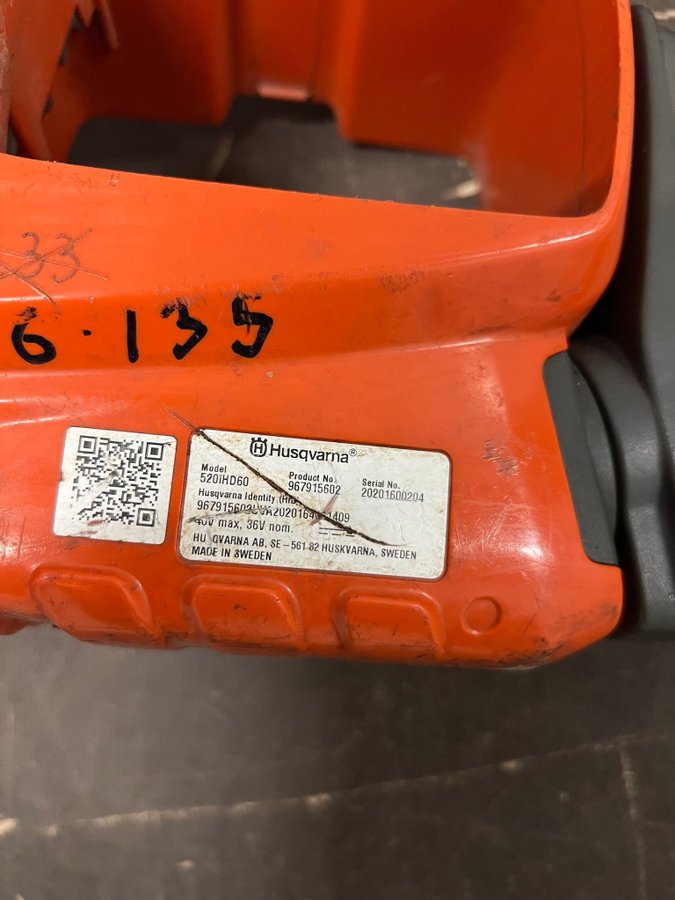 33
6.135
Husqvarna®
Model Product No. Serial No.
520iHD60 967915602 20201600204
Husqvarna Identity
40V max, 36V nom.
HUSQVARNA AB, SE – 561 82 HUSKVARNA, SWEDEN
MADE IN SWEDEN